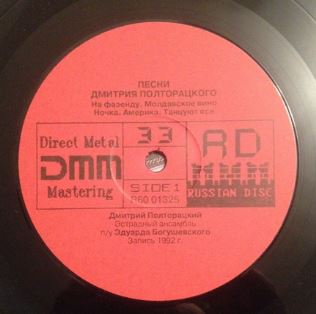 ПЕСНИ
ДМИТРИЯ ПОЛТОРАЦКОГО
На фазенду. Молдавское вино
Ночка. Америка. Танцуют все
Direct Metal
DMM
Mastering
33
SIDE 1
R60 01325
RD
МММ
RUSSIAN DISC
Дмитрий Полторацкий
Эстрадный ансамбль
п/у Эдуарда Богушевского
Запись 1992 г.